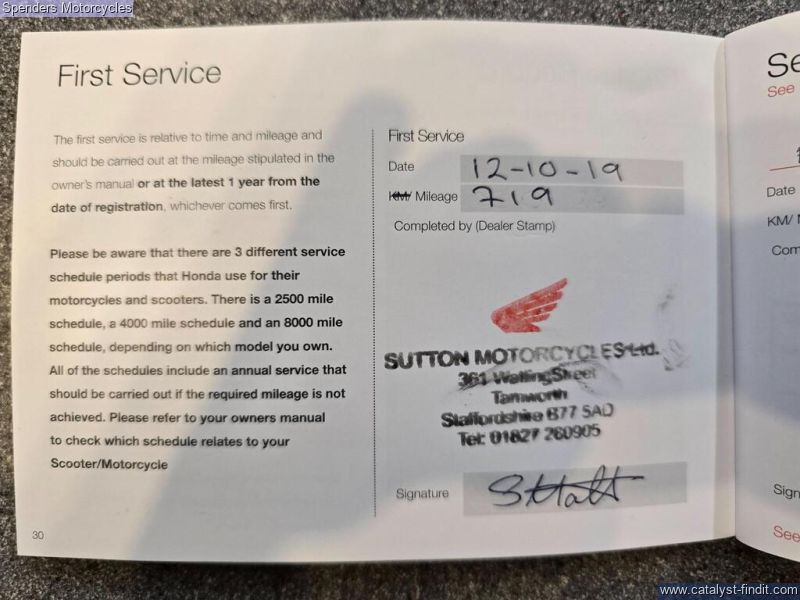 Spenders Motorcycles
First Service
The first service is relative to time and mileage and
should be carried out at the mileage stipulated in the
owner's manual or at the latest 1 year from the
date of registration, whichever comes first.
Please be aware that there are 3 different service
schedule periods that Honda use for their
motorcycles and scooters. There is a 2500 mile
schedule, a 4000 mile schedule and an 8000 mile
schedule, depending on which model you own.
All of the schedules include an annual service that
should be carried out if the required mileage is not
achieved. Please refer to your owners manual
to check which schedule relates to your
Scooter/Motorcycle
30
First Service
Date 12-10-19
KM/ Mileage 719
Completed by (Dealer Stamp)
SUTTON MOTORCYCLES Ltd.
361 Watling Street
Tamworth
Staffordshire B77 5AD
Tel: 01827 260905
Signature
Se
See
Date
KM/
Com
Sign
See
www.catalyst-findit.com